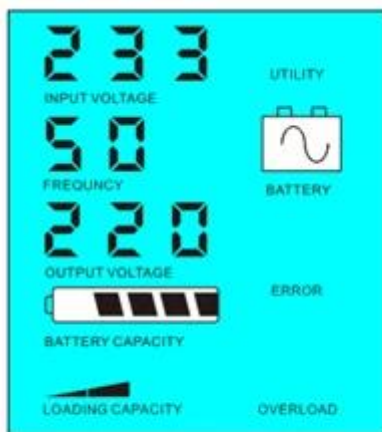 233
UTILITY
INPUT VOLTAGE
50
FREQUNCY
BATTERY
220
OUTPUT VOLTAGE
ERROR
BATTERY CAPACITY
LOADING CAPACITY
OVERLOAD